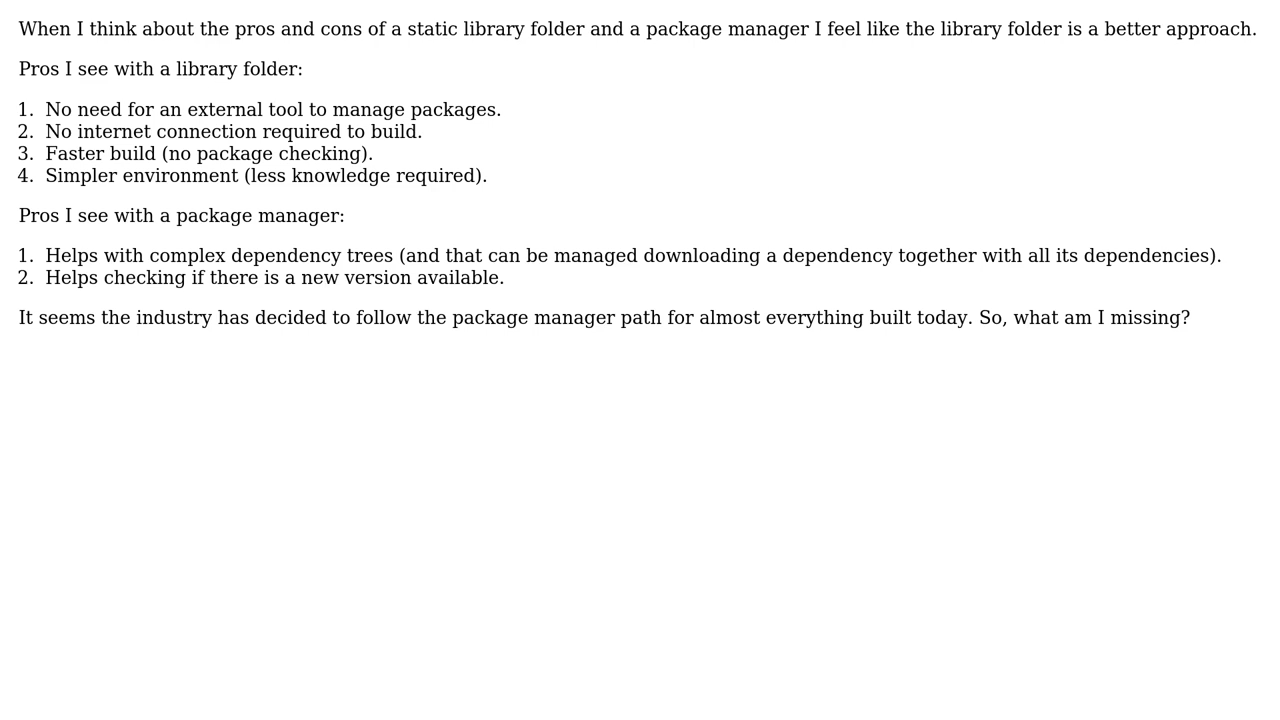 When I think about the pros and cons of a static library folder and a package manager I feel like the library folder is a better approach.
Pros I see with a library folder:
1. No need for an external tool to manage packages.
2. No internet connection required to build.
3. Faster build (no package checking).
4. Simpler environment (less knowledge required).
Pros I see with a package manager:
1. Helps with complex dependency trees (and that can be managed downloading a dependency together with all its dependencies).
2. Helps checking if there is a new version available.
It seems the industry has decided to follow the package manager path for almost everything built today. So, what am I missing?